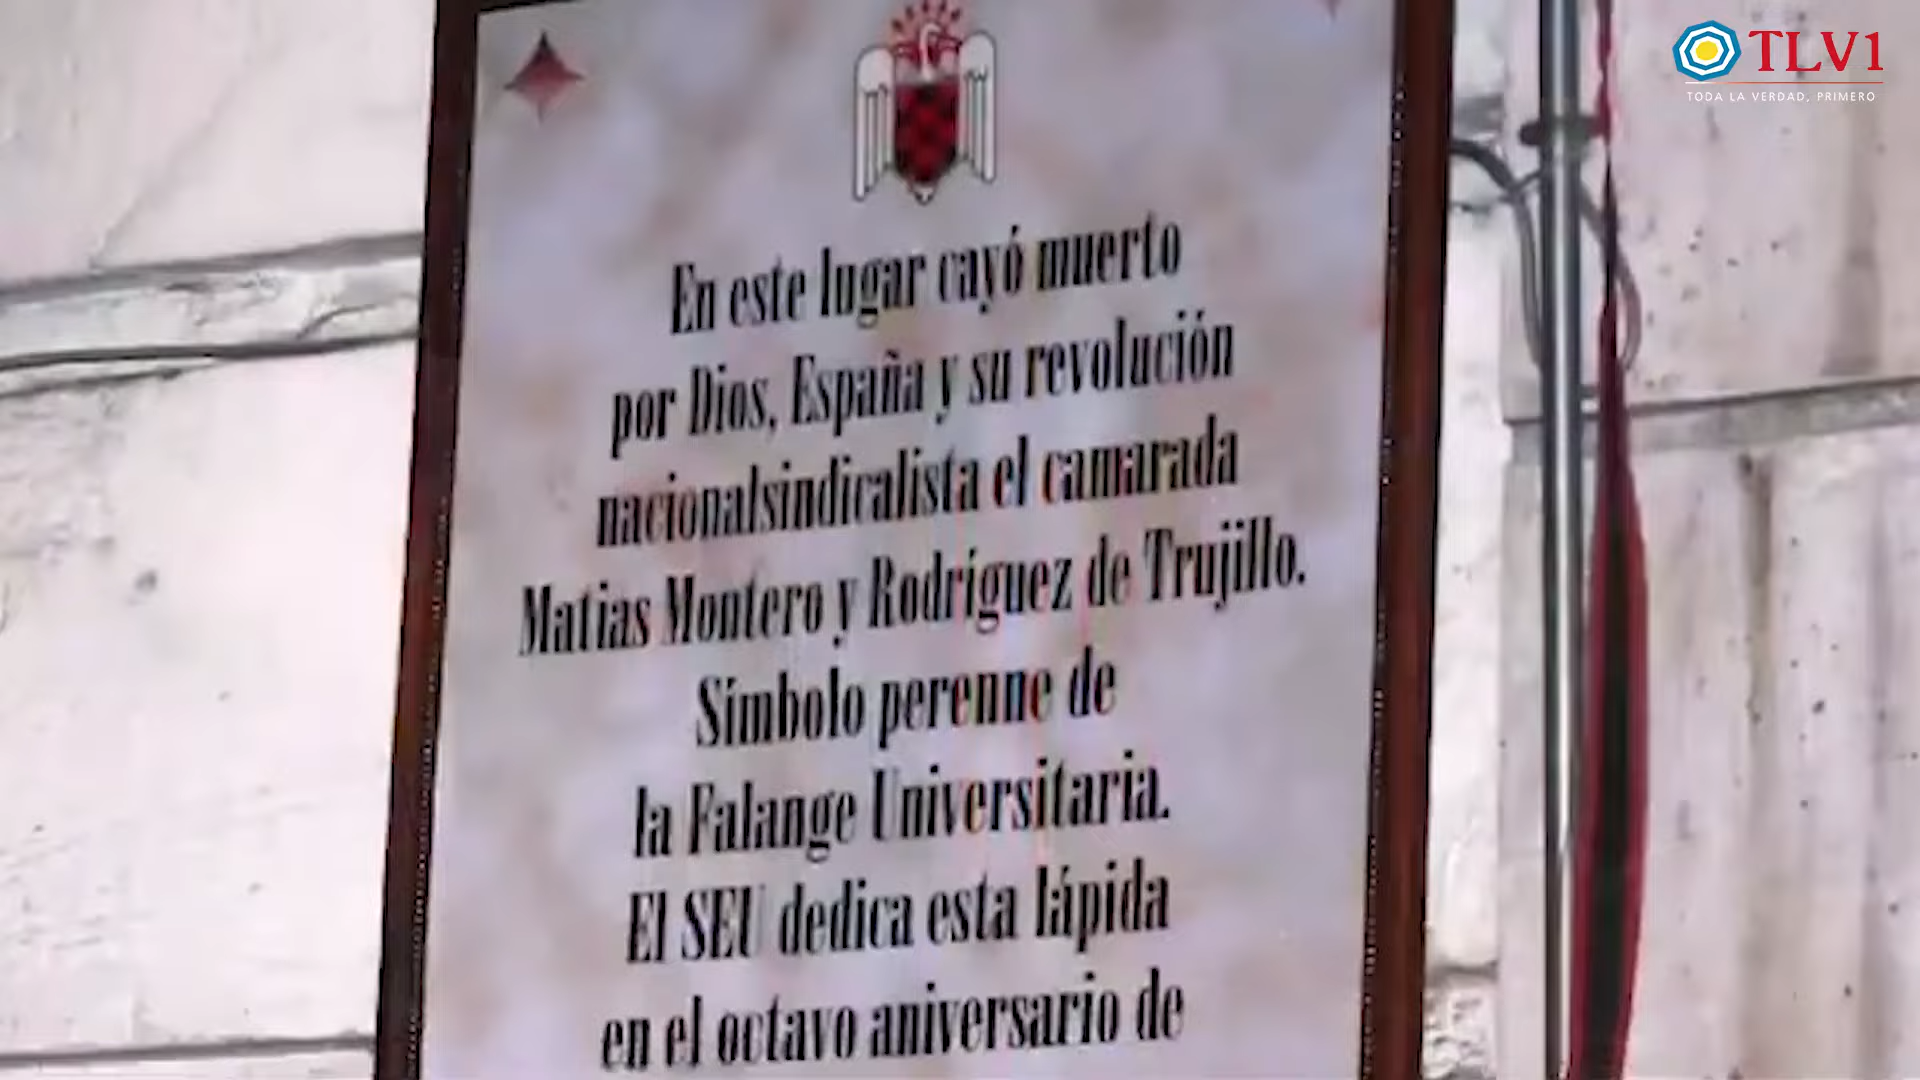 TLV1
TODA LA VERDAD, PRIMERO
En este lugar cayó muerto
por Dios, España y su revolución
nacionalsindicalista el camarada
Matias Montero y Rodríguez de Trujillo.
Símbolo perenne de
la Falange Universitaria.
El SEU dedica esta lápida
en el octavo aniversario de